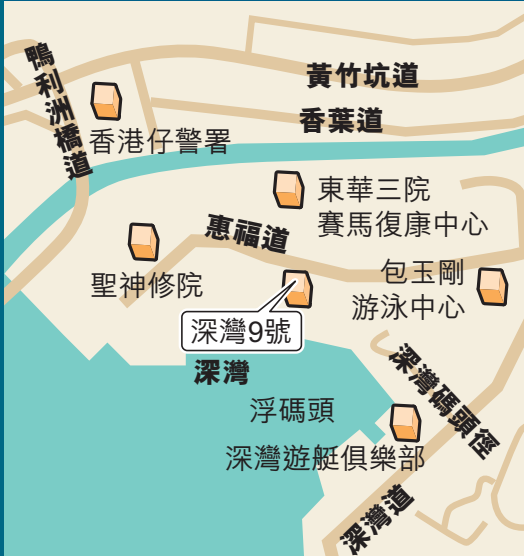 鴨利洲橋道
黃竹坑道
香葉道
香港仔警署
東華三院
賽馬復康中心
惠福道
聖神修院
包玉剛
游泳中心
深灣9號
深灣
深灣碼頭徑
浮碼頭
深灣遊艇俱樂部
深灣道